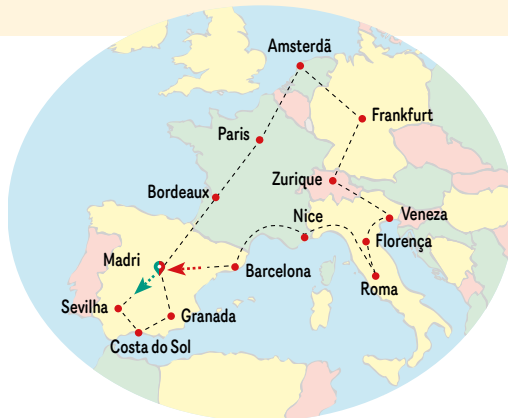 Amsterdã
Frankfurt
Paris
Zurique
Bordeaux
Veneza
Nice
Florença
Madri
Barcelona
Roma
Sevilha
Granada
Costa do Sol